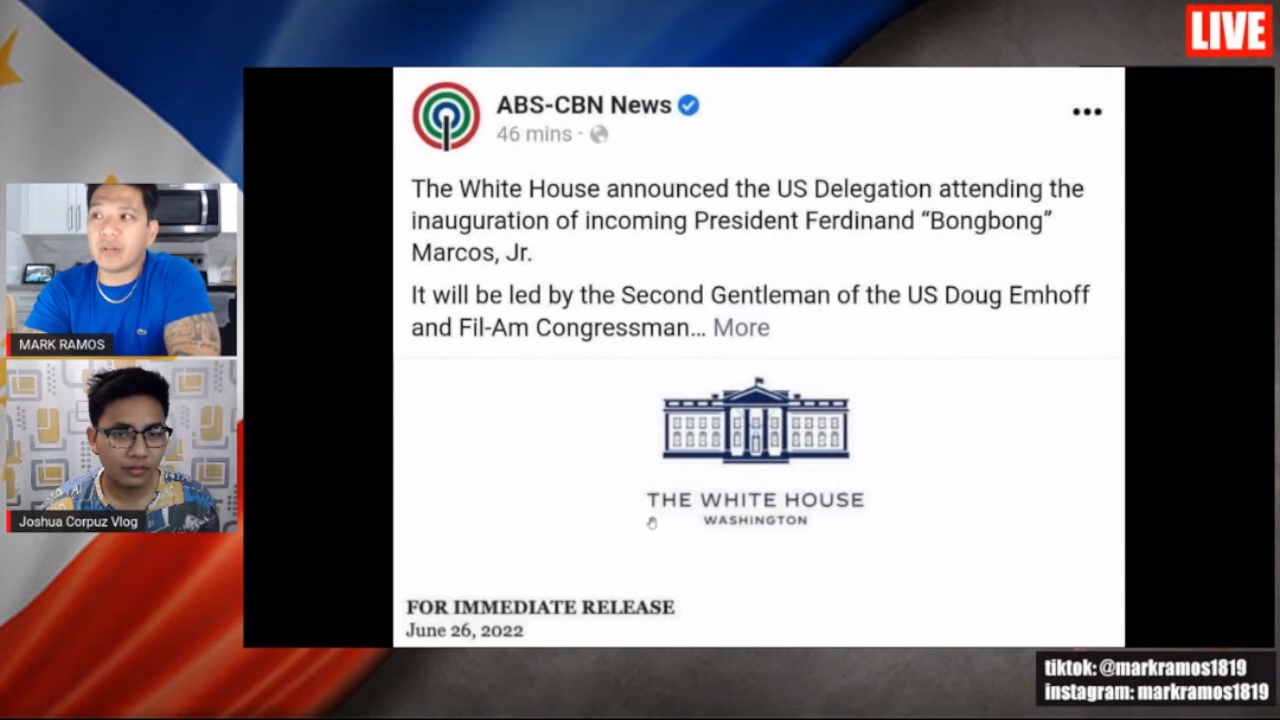 LIVE
ABS-CBN News
46 mins ·
The White House announced the US Delegation attending the
inauguration of incoming President Ferdinand “Bongbong”
Marcos, Jr.
It will be led by the Second Gentleman of the US Doug Emhoff
and Fil-Am Congressman... More
THE WHITE HOUSE
WASHINGTON
FOR IMMEDIATE RELEASE
June 26, 2022
MARK RAMOS
Joshua Corpuz Vlog
tiktok: @markramos1819
instagram: markramos1819